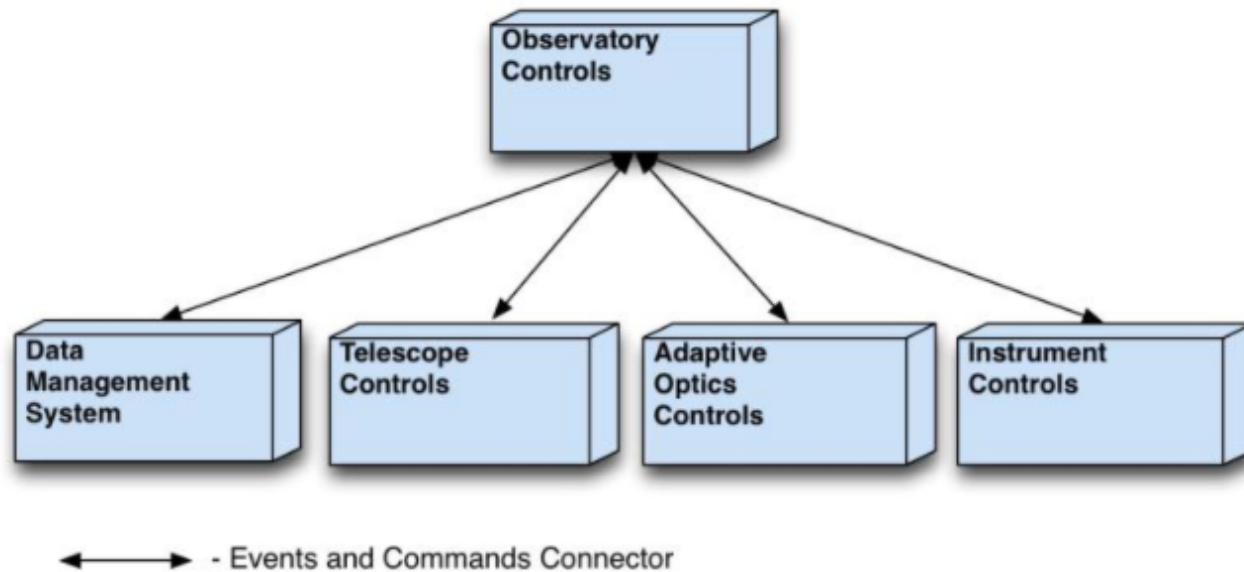 Observatory
Controls
Data
Management
System
Telescope
Controls
Adaptive
Optics
Controls
Instrument
Controls
- Events and Commands Connector